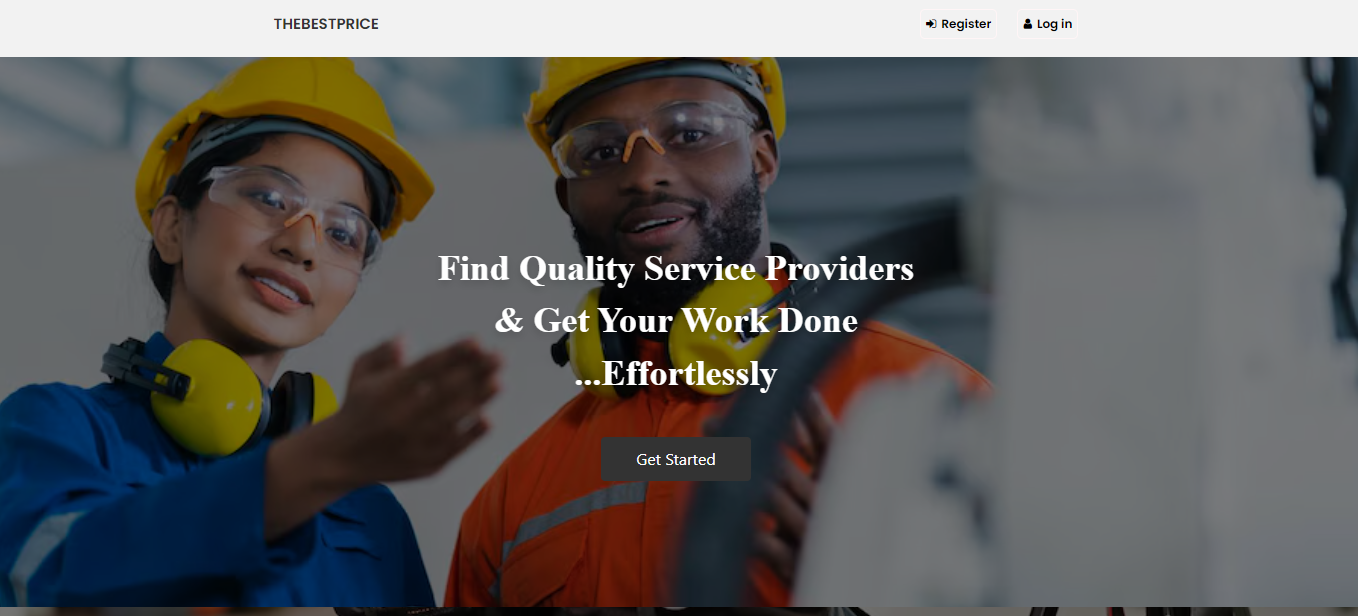 THEBESTPRICE
Register
Log in
Find Quality Service Providers
& Get Your Work Done
...Effortlessly
Get Started